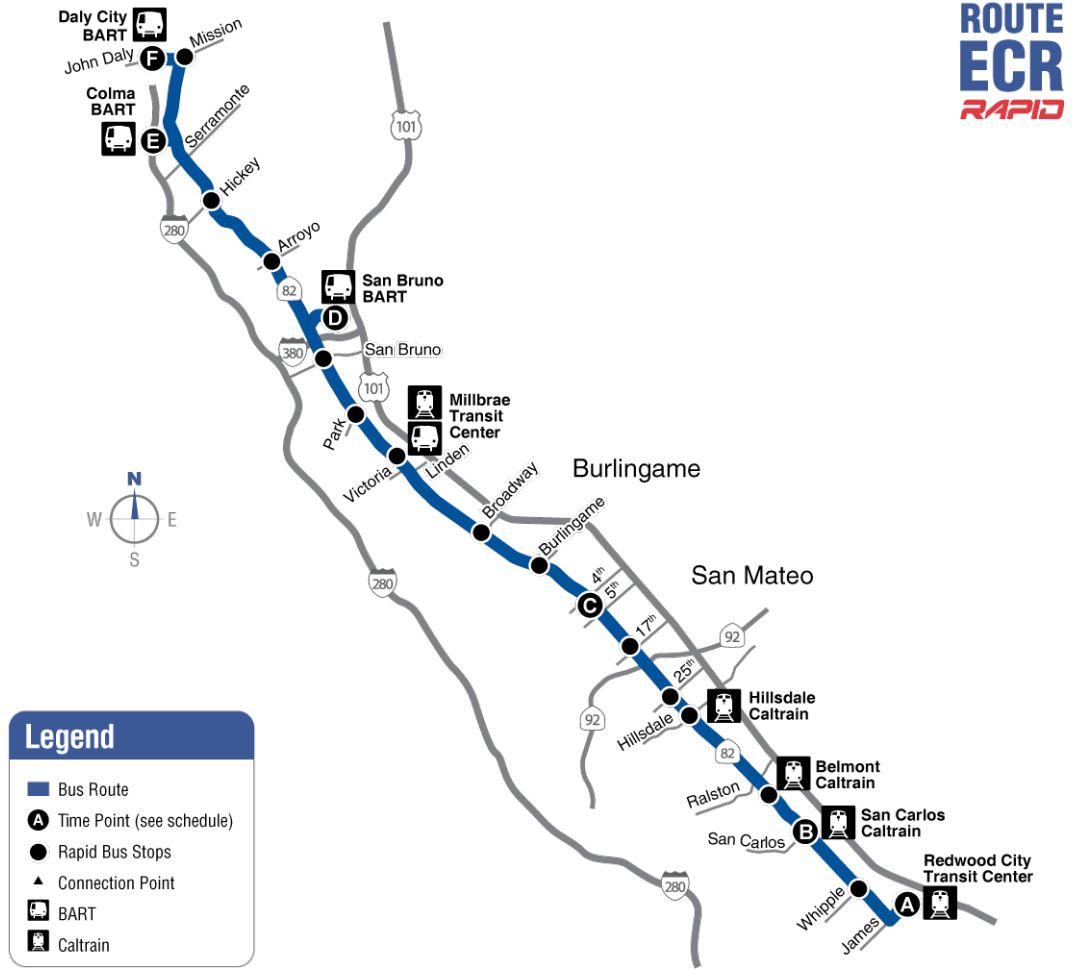 ROUTE
ECR
RAPID
Daly City
BART
Mission
John Daly
F
Colma
BART
E
Serramonte
101
Hickey
280
Arroyo
82
San Bruno
BART
D
380
San Bruno
101
Millbrae
Transit
Center
Park
Victoria
Linden
N
W
E
S
Broadway
Burlingame
Burlingame
280
4th
5th
C
San Mateo
17th
92
25th
92
Hillsdale
Hillsdale
Caltrain
82
Belmont
Caltrain
Ralston
San Carlos
Caltrain
B
San Carlos
Redwood City
Transit Center
280
Whipple
A
James
Legend
Bus Route
A Time Point (see schedule)
Rapid Bus Stops
Connection Point
BART
Caltrain